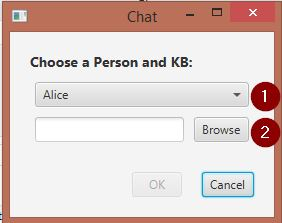 Chat
Choose a Person and KB:
Alice 1
Browse 2
OK Cancel